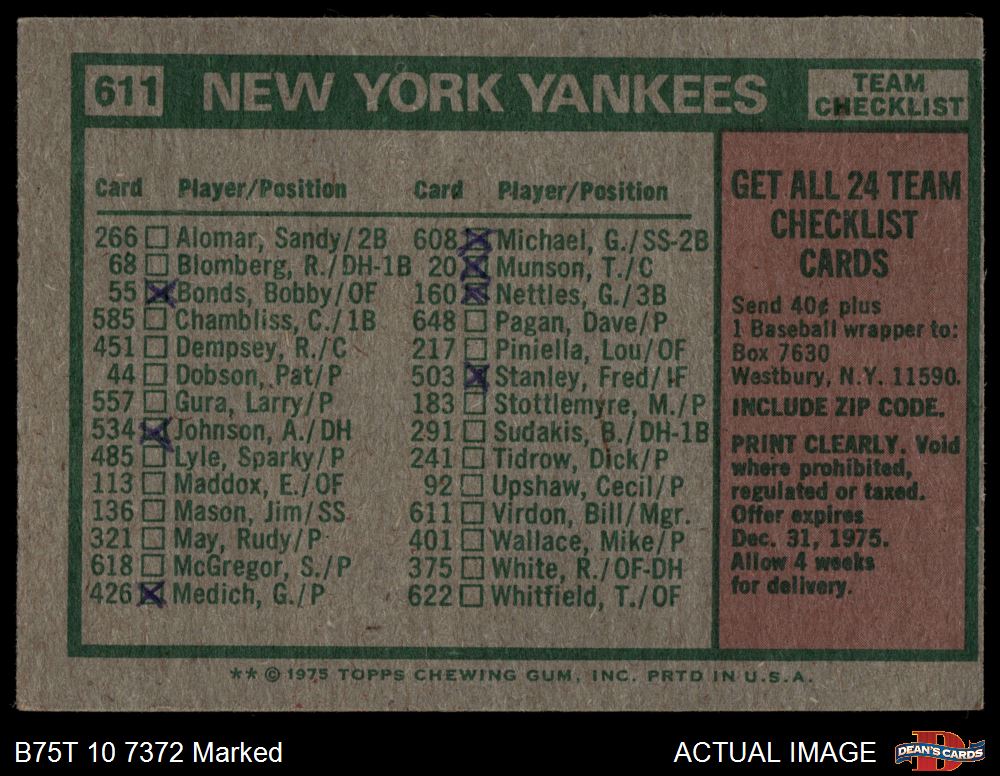 611 NEW YORK YANKEES TEAM CHECKLIST
Card Player/Position
266 Alomar, Sandy/2B
68 Blomberg, R./DH-1B
55 Bonds, Bobby/OF
585 Chambliss, C./1B
451 Dempsey, R./C
44 Dobson, Pat/P
557 Gura, Larry/P
534 Johnson, A./DH
485 Lyle, Sparky/P
113 Maddox, E./OF
136 Mason, Jim/SS
321 May, Rudy/P
618 McGregor, S./P
426 Medich, G./P
Card Player/Position
608 Michael, G./SS-2B
20 Munson, T./C
160 Nettles, G./3B
648 Pagan, Dave/P
217 Piniella, Lou/OF
503 Stanley, Fred/IF
183 Stottlemyre, M./P
291 Sudakis, B./DH-1B
241 Tidrow, Dick/P
92 Upshaw, Cecil/P
611 Virdon, Bill/Mgr.
401 Wallace, Mike/P
375 White, R./OF-DH
622 Whitfield, T./OF
GET ALL 24 TEAM
CHECKLIST
CARDS
Send 40¢ plus
1 Baseball wrapper to:
Box 7630
Westbury, N.Y. 11590.
INCLUDE ZIP CODE.
PRINT CLEARLY. Void
where prohibited,
regulated or taxed.
Offer expires
Dec. 31, 1975.
Allow 4 weeks
for delivery.
** © 1975 TOPPS CHEWING GUM, INC. PRTD IN U.S.A.
B75T 10 7372 Marked
ACTUAL IMAGE
DEAN'S CARDS